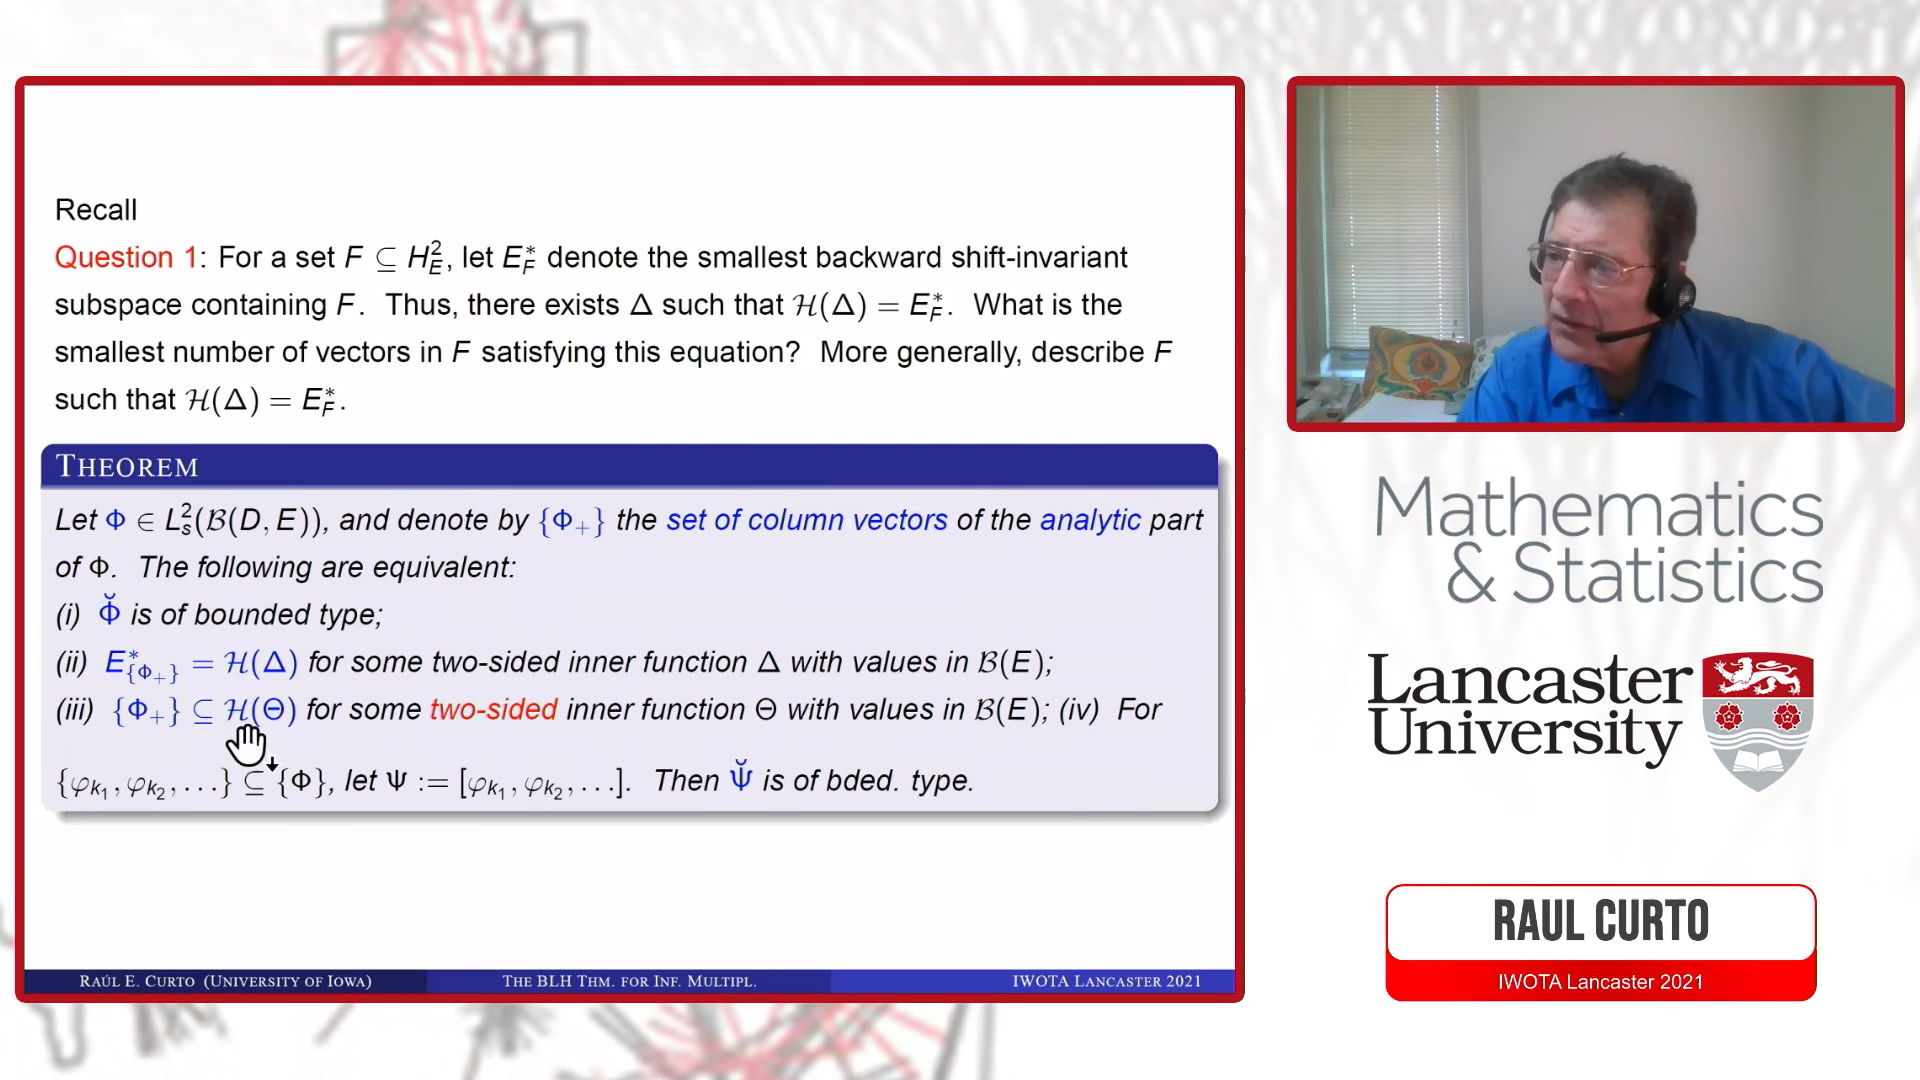 Recall
Question 1: For a set F ⊆ H²_E, let E*_F denote the smallest backward shift-invariant
subspace containing F. Thus, there exists Δ such that ℋ(Δ) = E*_F. What is the
smallest number of vectors in F satisfying this equation? More generally, describe F
such that ℋ(Δ) = E*_F.
THEOREM
Let Φ ∈ L²_s(ℬ(D, E)), and denote by {Φ₊} the set of column vectors of the analytic part
of Φ. The following are equivalent:
(i) Φ̆ is of bounded type;
(ii) E*_{Φ₊} = ℋ(Δ) for some two-sided inner function Δ with values in ℬ(E);
(iii) {Φ₊} ⊆ ℋ(Θ) for some two-sided inner function Θ with values in ℬ(E); (iv) For
{φ_{k₁}, φ_{k₂}, …} ⊆ {Φ}, let Ψ := [φ_{k₁}, φ_{k₂}, …]. Then Ψ̆ is of bded. type.
RAÚL E. CURTO (UNIVERSITY OF IOWA) THE BLH THM. FOR INF. MULTIPL. IWOTA LANCASTER 2021
Mathematics
& Statistics
Lancaster
University
RAUL CURTO
IWOTA Lancaster 2021